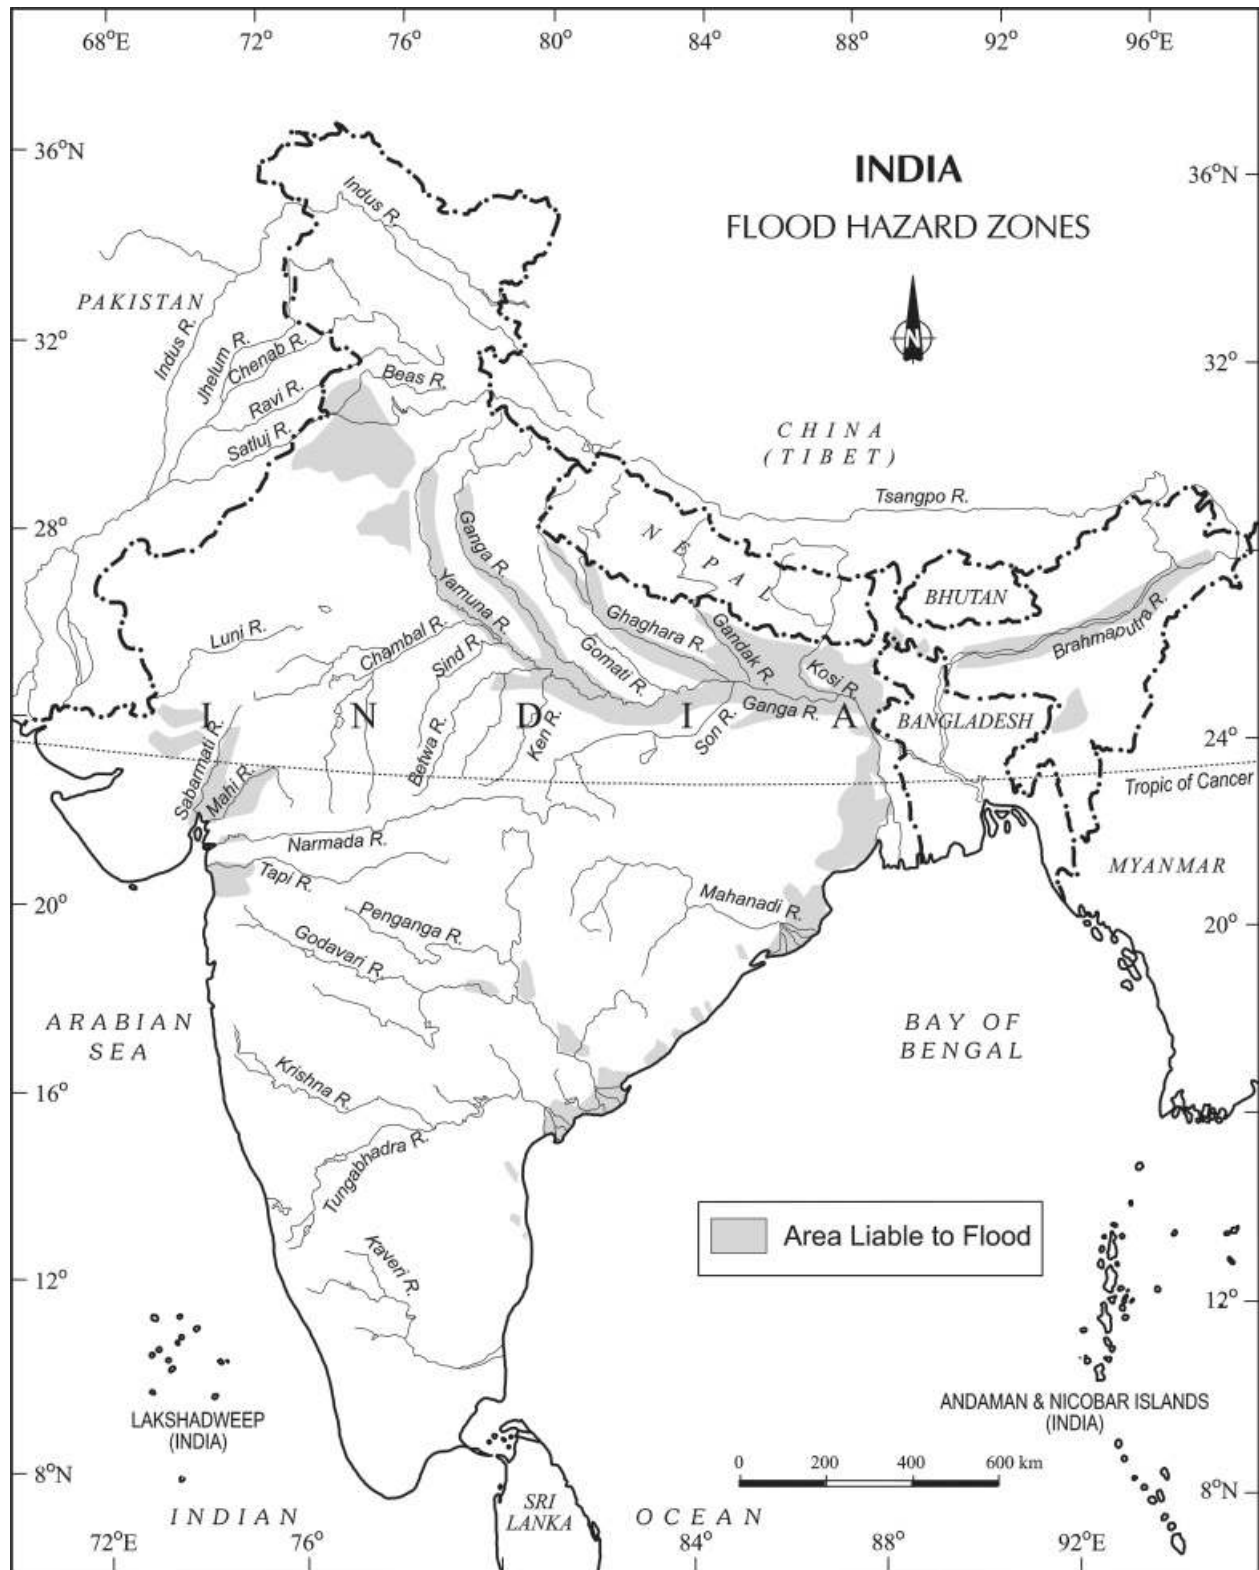 68°E 72° 76° 80° 84° 88° 92° 96°E
36°N
INDIA
36°N
FLOOD HAZARD ZONES
Indus R.
PAKISTAN
N
Indus R.
32°
Jhelum R.
Chenab R.
32°
Beas R.
Ravi R.
Satluj R.
CHINA
(TIBET)
Tsangpo R.
28°
NEPAL
28°
Ganga R.
Yamuna R.
BHUTAN
Brahmaputra R.
Luni R.
Chambal R.
Sind R.
Ghaghara R.
Gandak R.
Gomati R.
Kosi R.
INDIA
Ganga R.
BANGLADESH
Sabarmati R.
Mahi R.
Betwa R.
Ken R.
Son R.
24°
Tropic of Cancer
Narmada R.
Tapi R.
MYANMAR
Mahanadi R.
20°
Penganga R.
20°
Godavari R.
ARABIAN
SEA
BAY OF
BENGAL
Krishna R.
16°
Tungabhadra R.
Area Liable to Flood
Kaveri R.
12°
12°
LAKSHADWEEP
(INDIA)
ANDAMAN & NICOBAR ISLANDS
(INDIA)
0 200 400 600 km
8°N
8°N
SRI
LANKA
INDIAN OCEAN
72°E 76° 84° 88° 92°E